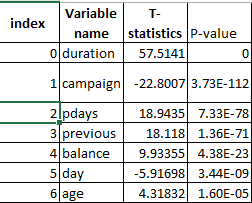 index Variable name T-statistics P-value
0 duration 57.5141 0
1 campaign -22.8007 3.73E-112
2 pdays 18.9435 7.33E-78
3 previous 18.118 1.36E-71
4 balance 9.93355 4.38E-23
5 day -5.91698 3.44E-09
6 age 4.31832 1.60E-05